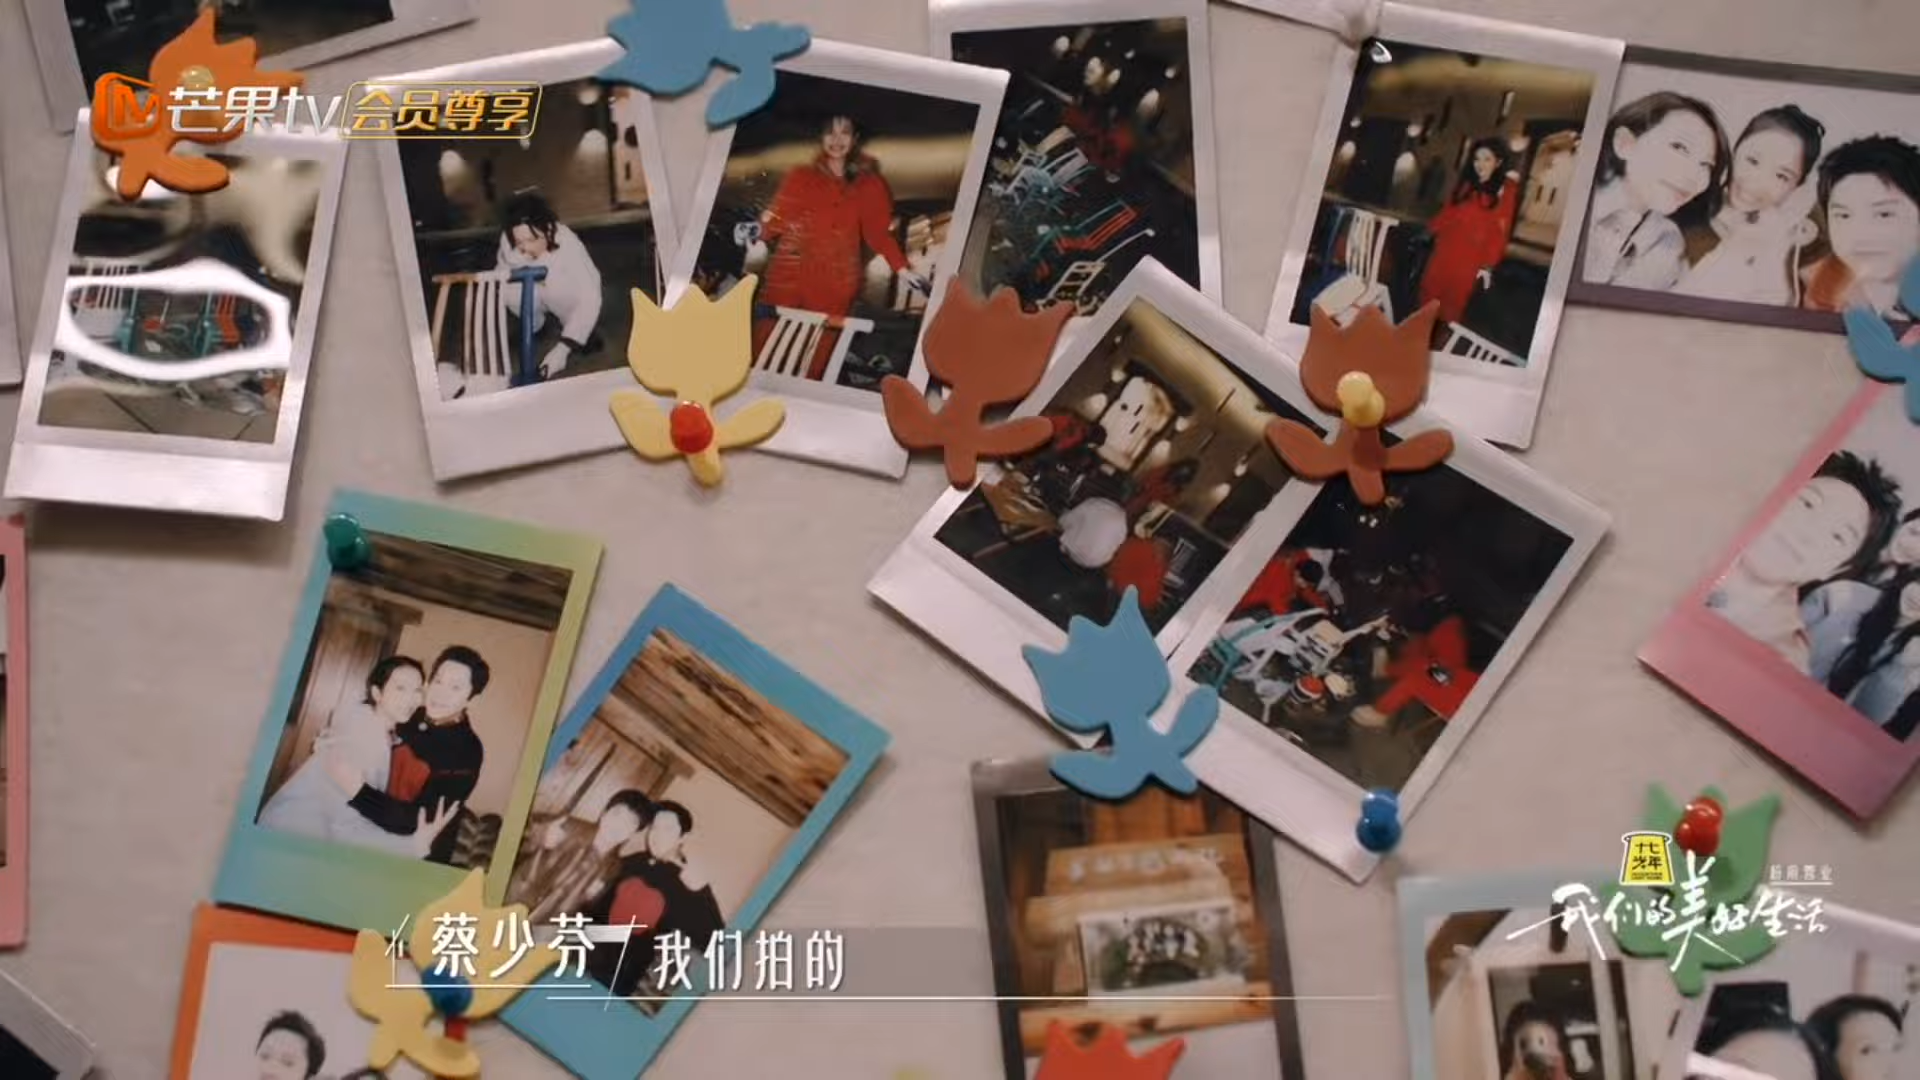 芒果tv 会员尊享
十七光年
我们的美好生活
蔡少芬 我们拍的